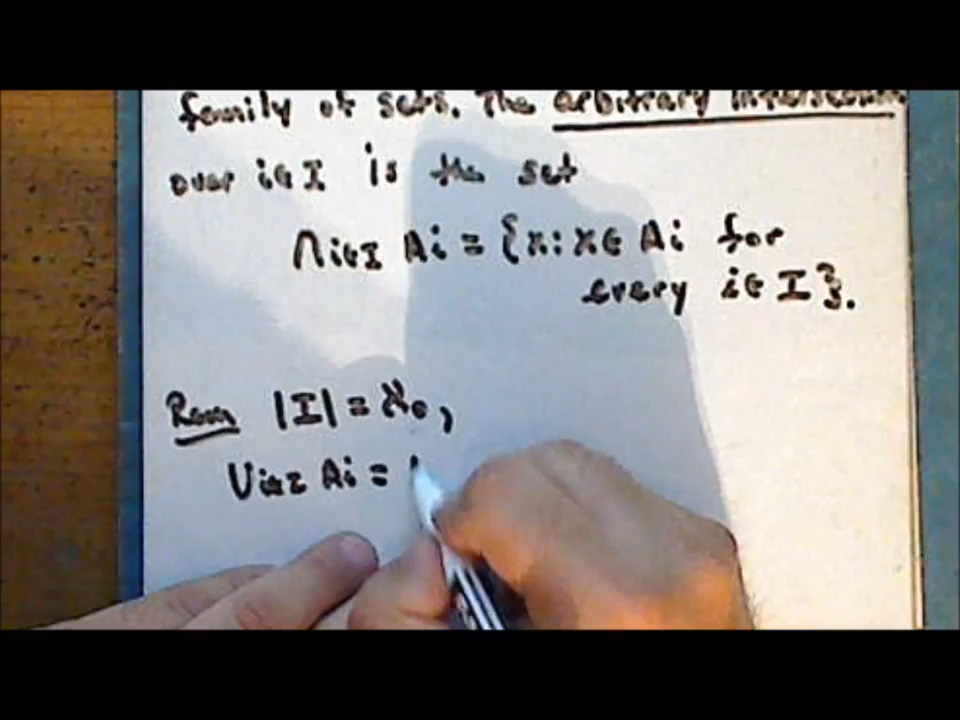 family of sets. The arbitrary intersection
over i∈I is the set
∩i∈I Ai = {x: x∈ Ai for
every i∈ I}.
Rem |I| = ℵ₀,
∪i∈I Ai =